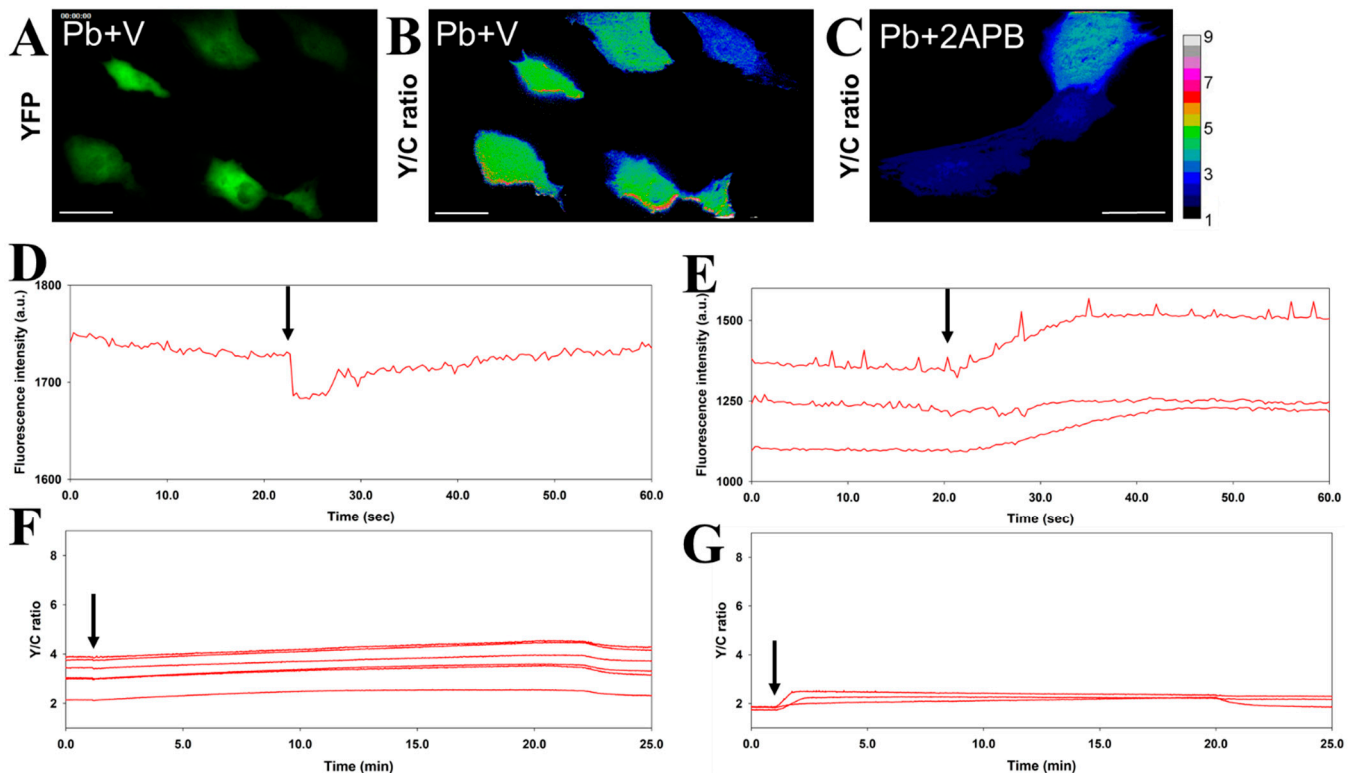 A
00:00:00
Pb+V
YFP
B
Pb+V
Y/C ratio
C
Pb+2APB
Y/C ratio
9
7
5
3
1
D
Fluorescence intensity (a.u.)
1800
1700
1600
0.0 10.0 20.0 30.0 40.0 50.0 60.0
Time (sec)
E
Fluorescence intensity (a.u.)
1500
1250
1000
0.0 10.0 20.0 30.0 40.0 50.0 60.0
Time (sec)
F
Y/C ratio
8
6
4
2
0.0 5.0 10.0 15.0 20.0 25.0
Time (min)
G
Y/C ratio
8
6
4
2
0.0 5.0 10.0 15.0 20.0 25.0
Time (min)